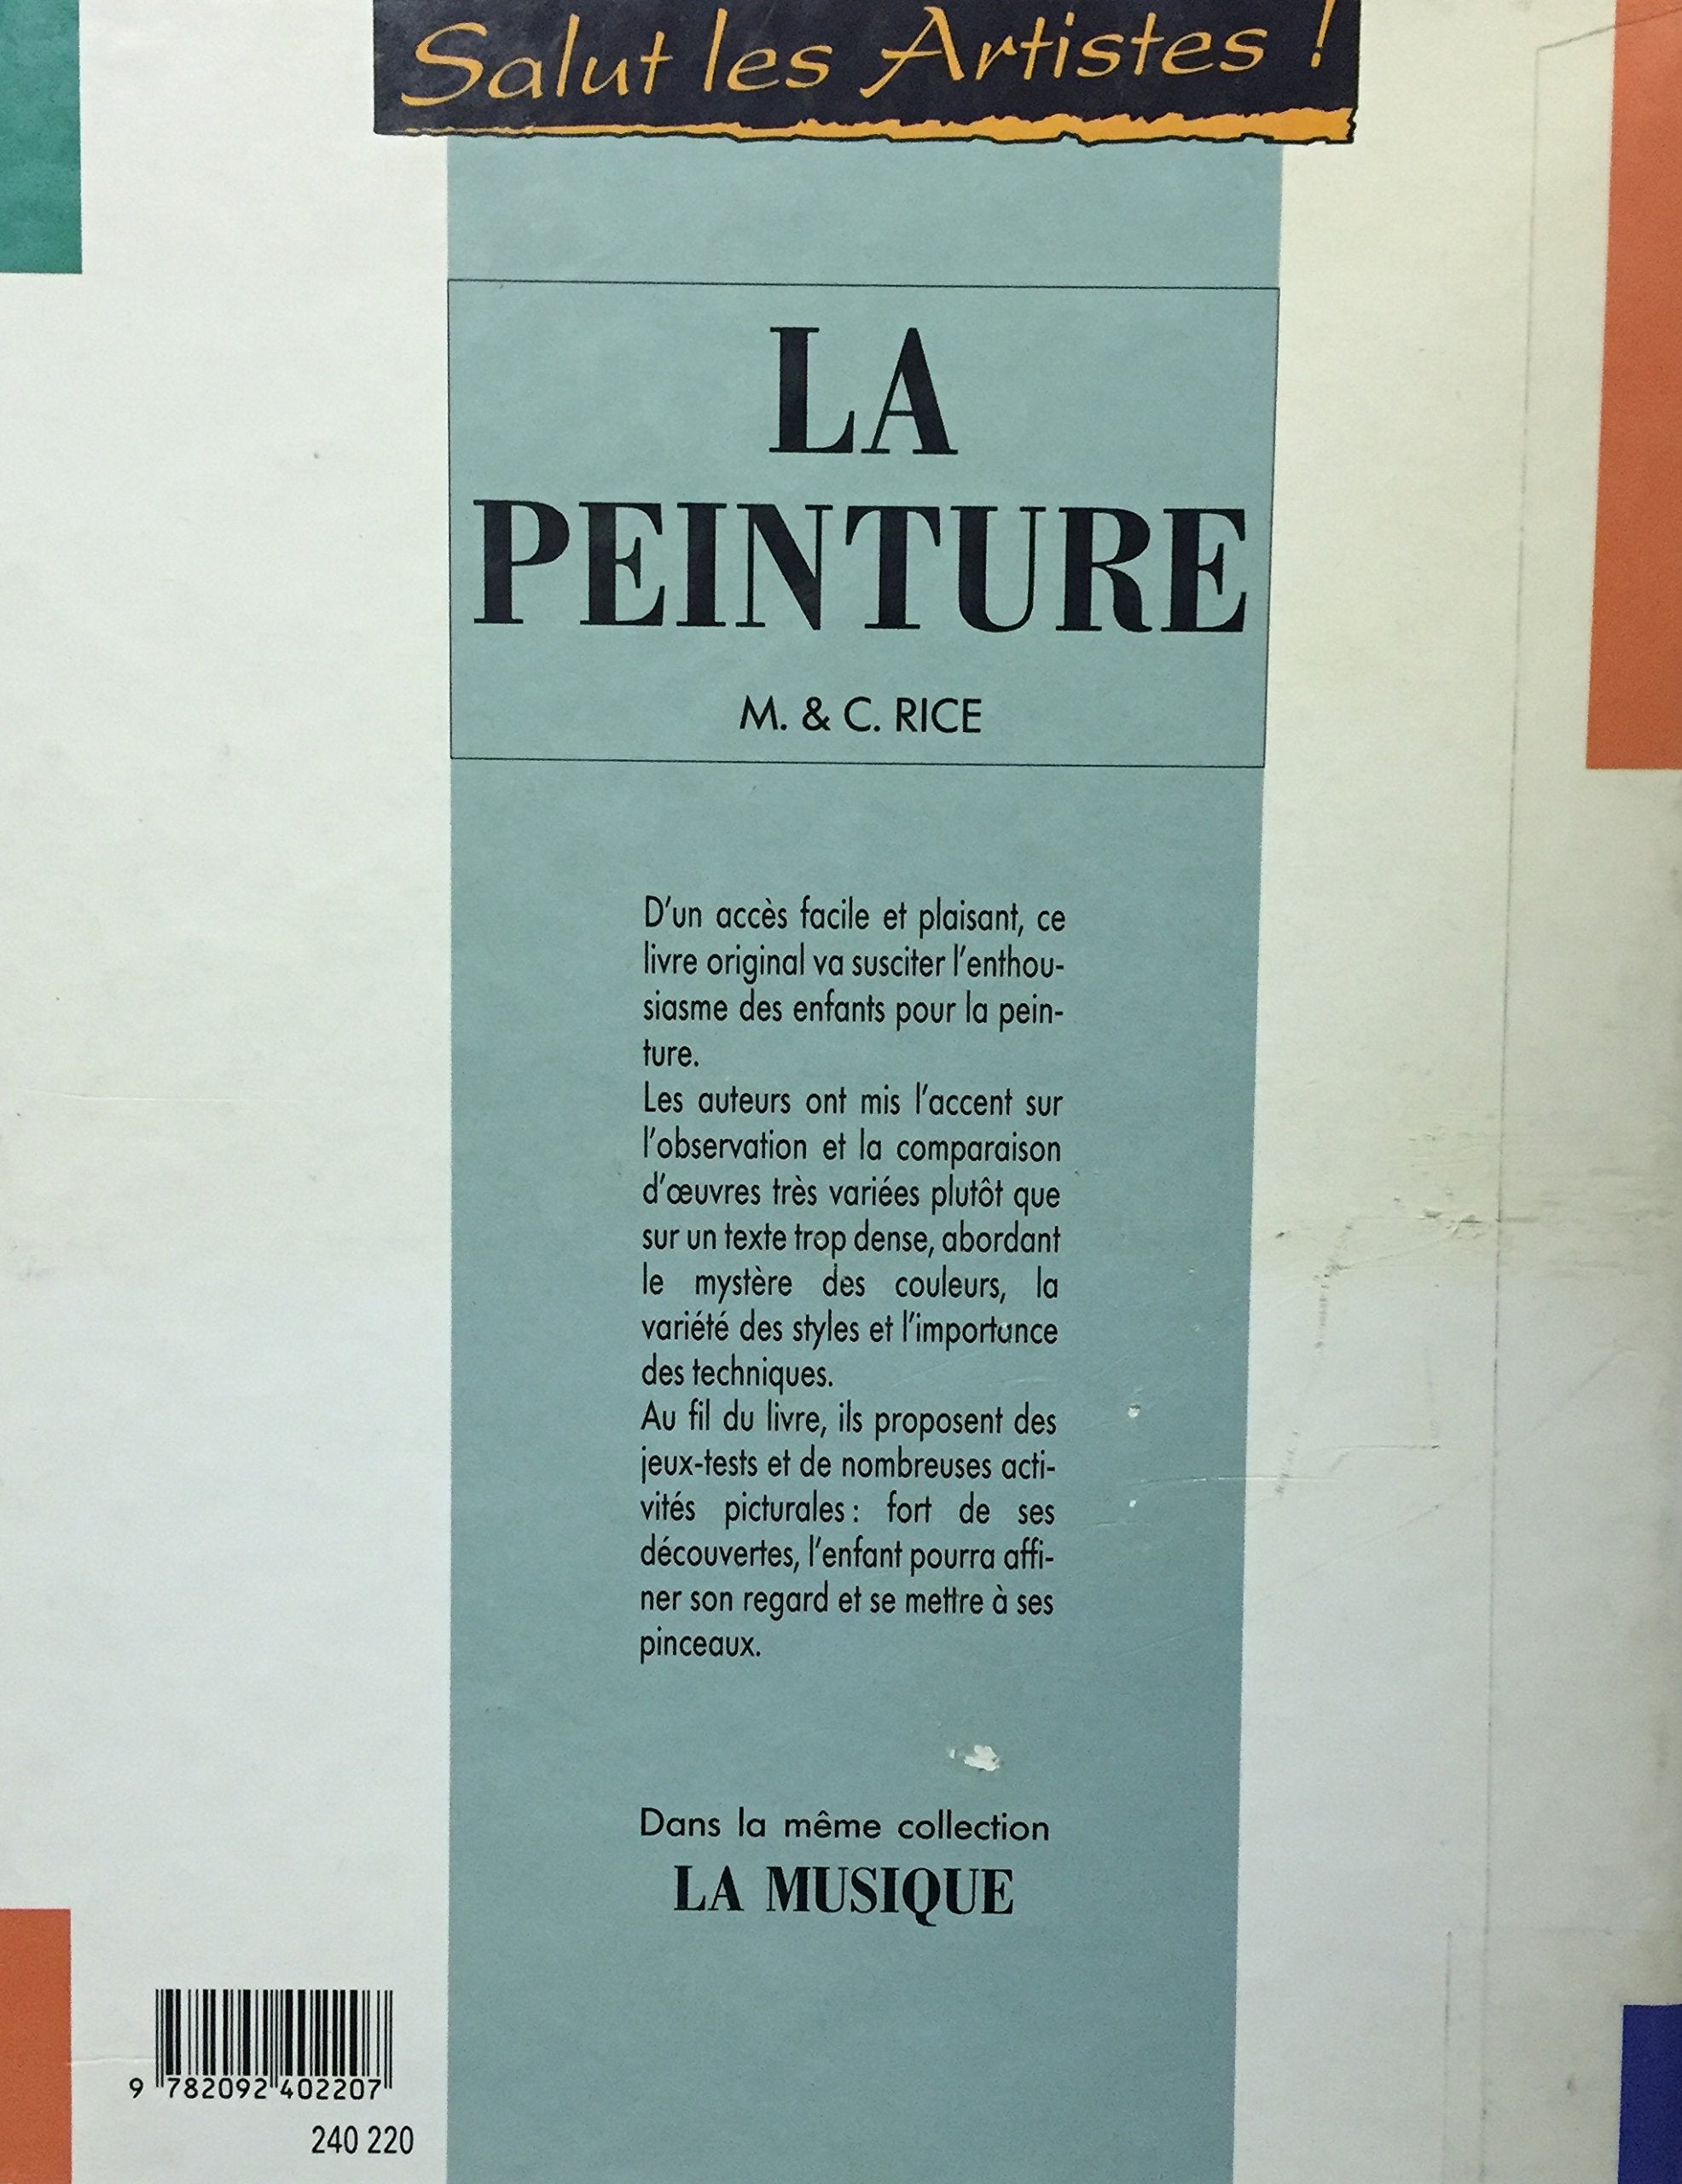 Salut les Artistes !
LA
PEINTURE
M. & C. RICE
D'un accès facile et plaisant, ce
livre original va susciter l'enthou-
siasme des enfants pour la pein-
ture.
Les auteurs ont mis l'accent sur
l'observation et la comparaison
d'œuvres très variées plutôt que
sur un texte trop dense, abordant
le mystère des couleurs, la
variété des styles et l'importance
des techniques.
Au fil du livre, ils proposent des
jeux-tests et de nombreuses acti-
vités picturales : fort de ses
découvertes, l'enfant pourra affi-
ner son regard et se mettre à ses
pinceaux.
Dans la même collection
LA MUSIQUE
9 782092 402207
240 220